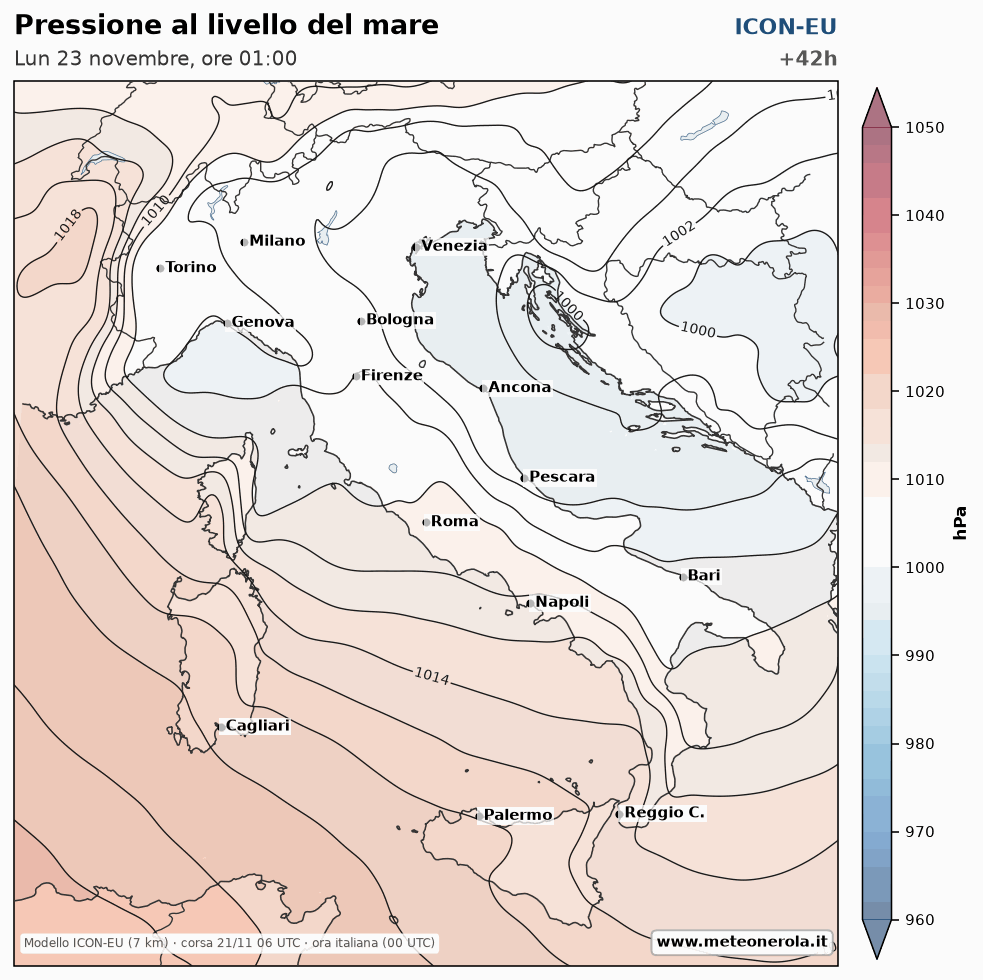 Pressione al livello del mare
ICON-EU
Lun 23 novembre, ore 01:00
+42h
1018
1010
1002
1000
1000
1014
Milano
Torino
Venezia
Genova
Bologna
Firenze
Ancona
Pescara
Roma
Bari
Napoli
Cagliari
Palermo
Reggio C.
1050
1040
1030
1020
1010
1000
990
980
970
960
hPa
Modello ICON-EU (7 km) · corsa 21/11 06 UTC · ora italiana (00 UTC)
www.meteonerola.it